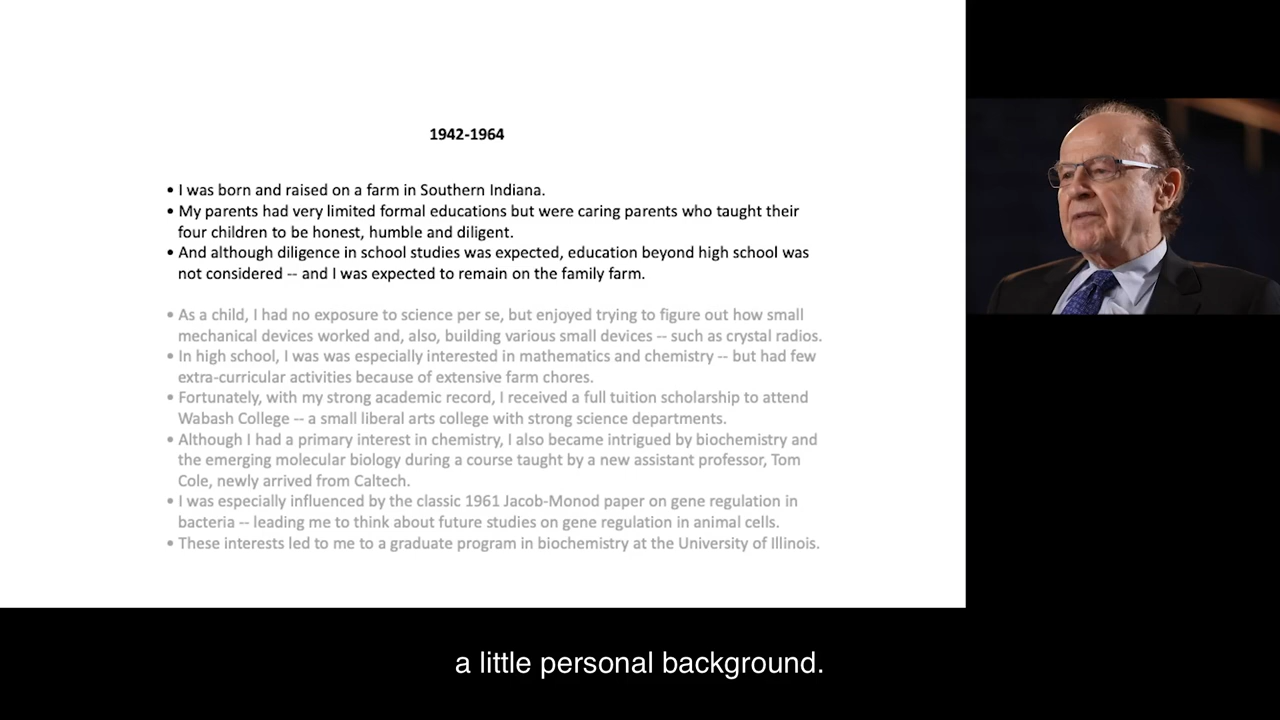 1942-1964
• I was born and raised on a farm in Southern Indiana.
• My parents had very limited formal educations but were caring parents who taught their
four children to be honest, humble and diligent.
• And although diligence in school studies was expected, education beyond high school was
not considered -- and I was expected to remain on the family farm.
• As a child, I had no exposure to science per se, but enjoyed trying to figure out how small
mechanical devices worked and, also, building various small devices -- such as crystal radios.
• In high school, I was was especially interested in mathematics and chemistry -- but had few
extra-curricular activities because of extensive farm chores.
• Fortunately, with my strong academic record, I received a full tuition scholarship to attend
Wabash College -- a small liberal arts college with strong science departments.
• Although I had a primary interest in chemistry, I also became intrigued by biochemistry and
the emerging molecular biology during a course taught by a new assistant professor, Tom
Cole, newly arrived from Caltech.
• I was especially influenced by the classic 1961 Jacob-Monod paper on gene regulation in
bacteria -- leading me to think about future studies on gene regulation in animal cells.
• These interests led to me to a graduate program in biochemistry at the University of Illinois.
a little personal background.